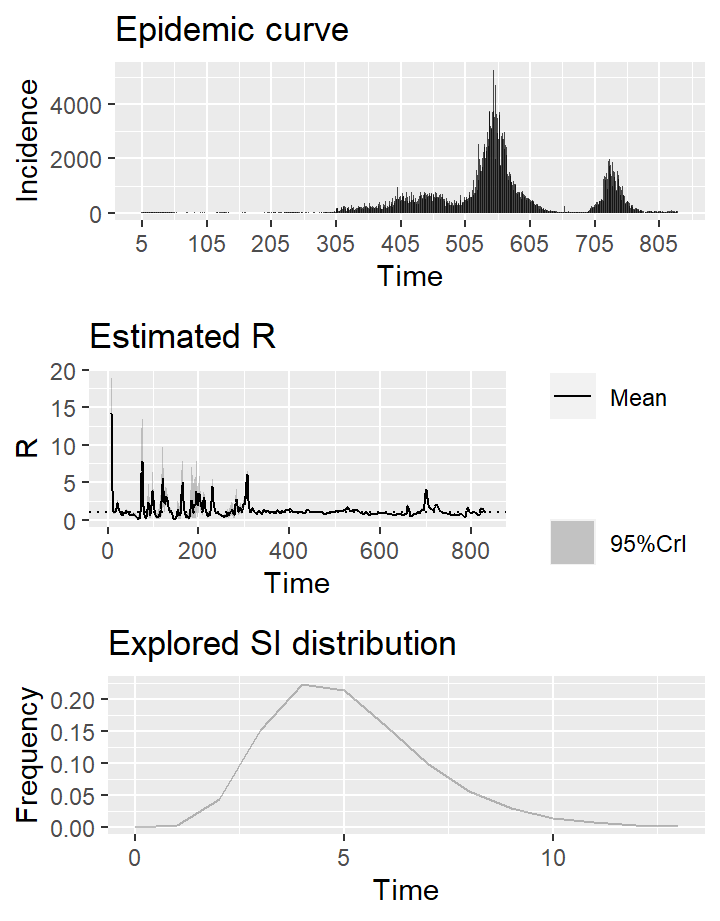 Epidemic curve
Incidence
4000
2000
0
5 105 205 305 405 505 605 705 805
Time
Estimated R
R
20
15
10
5
0
0 200 400 600 800
Time
Mean
95%CrI
Explored SI distribution
Frequency
0.20
0.15
0.10
0.05
0.00
0 5 10
Time